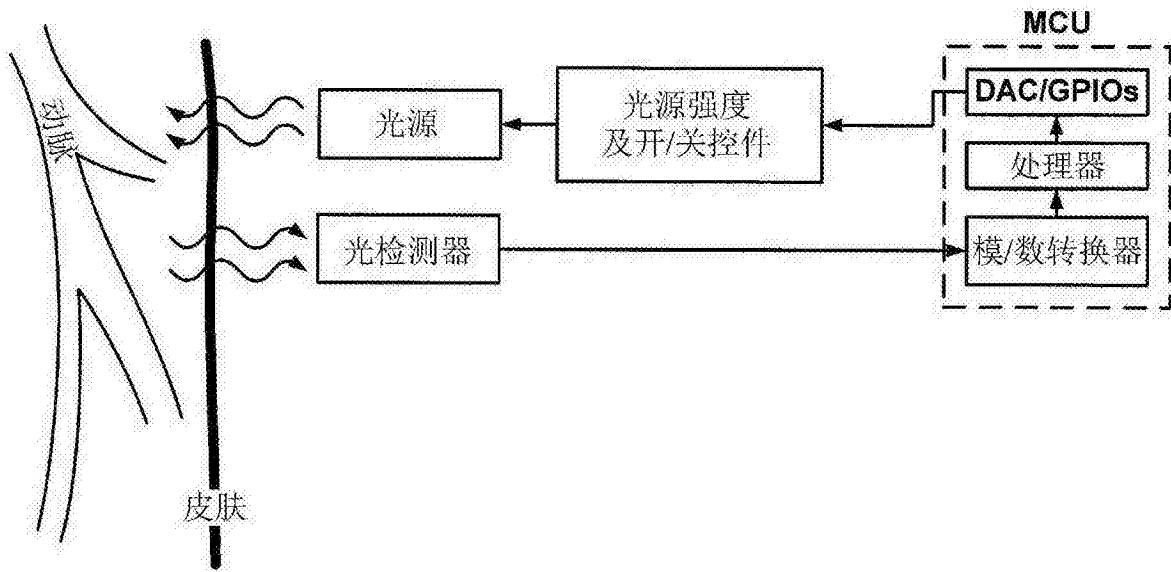 MCU
动脉
光源
光源强度
及开/关控件
DAC/GPIOs
处理器
光检测器
模/数转换器
皮肤